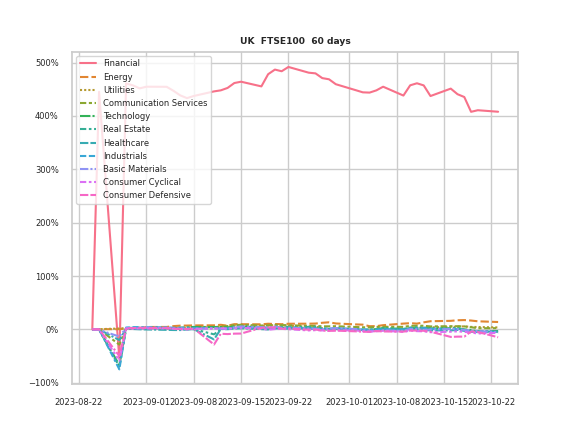 UK FTSE100 60 days
500%
400%
300%
200%
100%
0%
−100%
Financial
Energy
Utilities
Communication Services
Technology
Real Estate
Healthcare
Industrials
Basic Materials
Consumer Cyclical
Consumer Defensive
2023-08-22 2023-09-01 2023-09-08 2023-09-15 2023-09-22 2023-10-01 2023-10-08 2023-10-15 2023-10-22